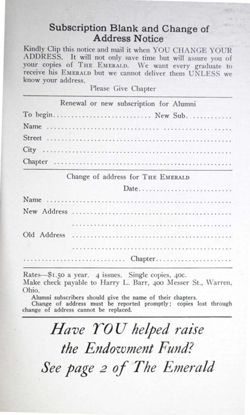 Subscription Blank and Change of
Address Notice
Kindly Clip this notice and mail it when YOU CHANGE YOUR
ADDRESS. It will not only save time but will assure you of
your copies of THE EMERALD. We want every graduate to
receive his EMERALD but we cannot deliver them UNLESS we
know your address.
Please Give Chapter
Renewal or new subscription for Alumni
To begin........................ New Sub............
Name ................................................
Street ................................................
City ................................................
Chapter ................................................
Change of address for THE EMERALD
Date........................
Name ................................................
New Address ........................................
................................................
Old Address ........................................
................................................
........................ Chapter....................
Rates—$1.50 a year. 4 issues. Single copies, 40c.
Make check payable to Harry L. Barr, 400 Messer St., Warren,
Ohio.
Alumni subscribers should give the name of their chapters.
Change of address must be reported promptly; copies lost through
change of address cannot be replaced.
Have YOU helped raise
the Endowment Fund?
See page 2 of The Emerald